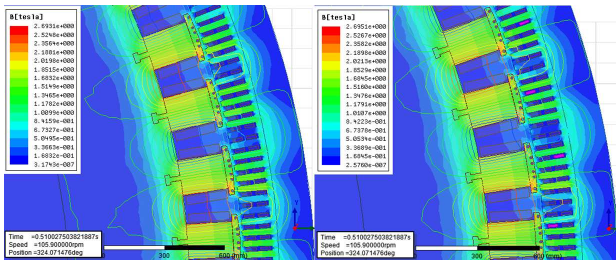 B[tesla]
2.6931e+000
2.5248e+000
2.3564e+000
2.1881e+000
2.0198e+000
1.8515e+000
1.6832e+000
1.5149e+000
1.3465e+000
1.1782e+000
1.0099e+000
8.4159e-001
6.7327e-001
5.0495e-001
3.3663e-001
1.6832e-001
3.1743e-007
Time =0.510027503821887s
Speed =105.900000rpm
Position =324.071476deg
300
600 (mm)
B[tesla]
2.6951e+000
2.5267e+000
2.3582e+000
2.1898e+000
2.0213e+000
1.8529e+000
1.6845e+000
1.5160e+000
1.3476e+000
1.1791e+000
1.0107e+000
8.4223e-001
6.7378e-001
5.0534e-001
3.3689e-001
1.6845e-001
2.5760e-007
Time =0.510027503821887s
Speed =105.900000rpm
Position =324.071476deg
300
600 (mm)